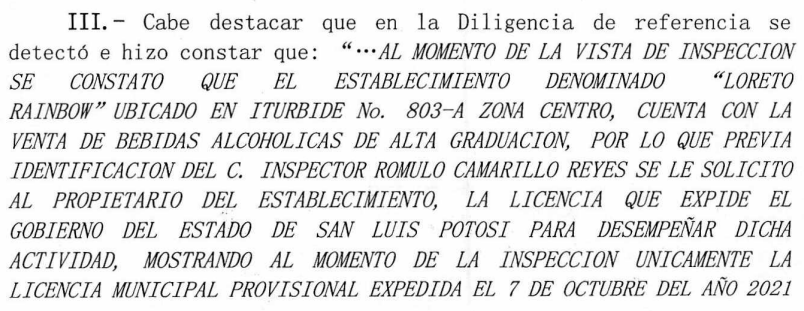 III.- Cabe destacar que en la Diligencia de referencia se
detectó e hizo constar que: "…AL MOMENTO DE LA VISTA DE INSPECCION
SE CONSTATO QUE EL ESTABLECIMIENTO DENOMINADO "LORETO
RAINBOW" UBICADO EN ITURBIDE No. 803-A ZONA CENTRO, CUENTA CON LA
VENTA DE BEBIDAS ALCOHOLICAS DE ALTA GRADUACION, POR LO QUE PREVIA
IDENTIFICACION DEL C. INSPECTOR ROMULO CAMARILLO REYES SE LE SOLICITO
AL PROPIETARIO DEL ESTABLECIMIENTO, LA LICENCIA QUE EXPIDE EL
GOBIERNO DEL ESTADO DE SAN LUIS POTOSI PARA DESEMPEÑAR DICHA
ACTIVIDAD, MOSTRANDO AL MOMENTO DE LA INSPECCION UNICAMENTE LA
LICENCIA MUNICIPAL PROVISIONAL EXPEDIDA EL 7 DE OCTUBRE DEL AÑO 2021